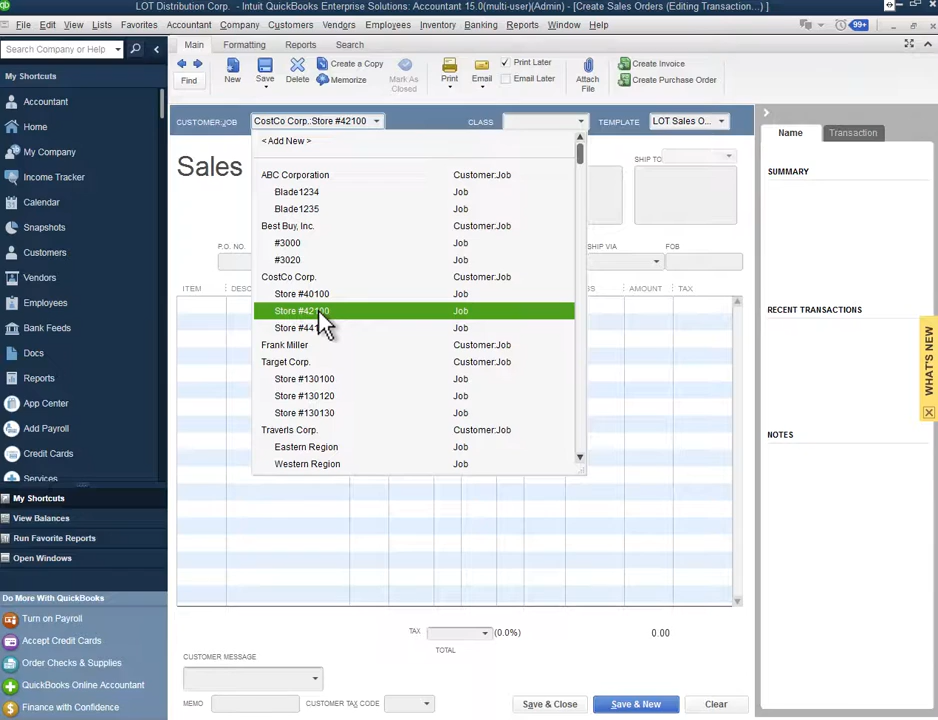 LOT Distribution Corp. - Intuit QuickBooks Enterprise Solutions: Accountant 15.0(multi-user)(Admin) - [Create Sales Orders (Editing Transaction...) ]
File Edit View Lists Favorites Accountant Company Customers Vendors Employees Inventory Banking Reports Window Help 99+
Search Company or Help
Main Formatting Reports Search
Find New Save Delete Create a Copy Memorize Mark As Closed Print Email Print Later Email Later Attach File Create Invoice Create Purchase Order
My Shortcuts
Accountant
Home
My Company
Income Tracker
Calendar
Snapshots
Customers
Vendors
Employees
Bank Feeds
Docs
Reports
App Center
Add Payroll
Credit Cards
Services
My Shortcuts
View Balances
Run Favorite Reports
Open Windows
Do More With QuickBooks
Turn on Payroll
Accept Credit Cards
Order Checks & Supplies
QuickBooks Online Accountant
Finance with Confidence
CUSTOMER:JOB CostCo Corp.:Store #42100 CLASS TEMPLATE LOT Sales O...
Sales
< Add New >
ABC Corporation Customer:Job
Blade1234 Job
Blade1235 Job
Best Buy, Inc. Customer:Job
#3000 Job
#3020 Job
CostCo Corp. Customer:Job
Store #40100 Job
Store #42100 Job
Store #441 Job
Frank Miller Customer:Job
Target Corp. Customer:Job
Store #130100 Job
Store #130120 Job
Store #130130 Job
Traverls Corp. Customer:Job
Eastern Region Job
Western Region Job
SHIP TO
P.O. NO. SHIP VIA FOB
ITEM AMOUNT TAX
TAX (0.0%) 0.00
TOTAL
CUSTOMER MESSAGE
MEMO CUSTOMER TAX CODE
Save & Close Save & New Clear
Name Transaction
SUMMARY
RECENT TRANSACTIONS
NOTES
WHAT'S NEW